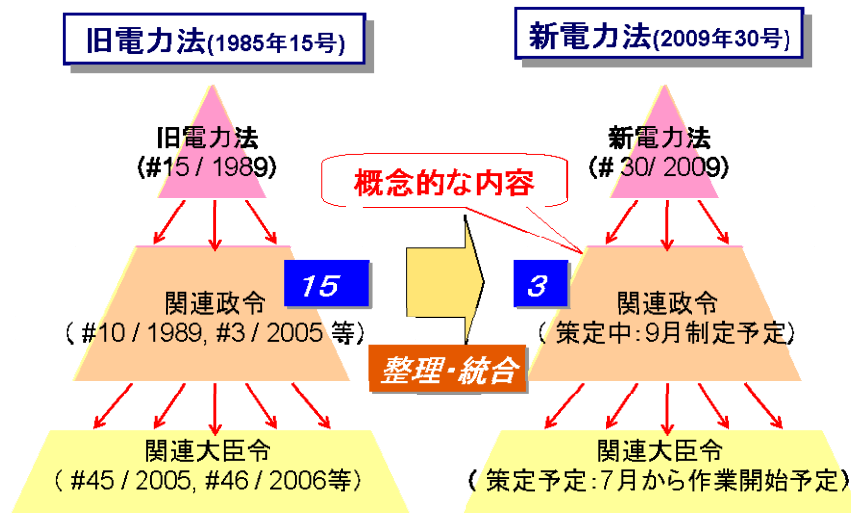 旧電力法(1985年15号)
新電力法(2009年30号)
旧電力法
(#15 / 1989)
新電力法
(# 30/ 2009)
概念的な内容
15
3
関連政令
( #10 / 1989, #3 / 2005 等)
関連政令
( 策定中：9月制定予定)
整理・統合
関連大臣令
( #45 / 2005, #46 / 2006等)
関連大臣令
( 策定予定：7月から作業開始予定)